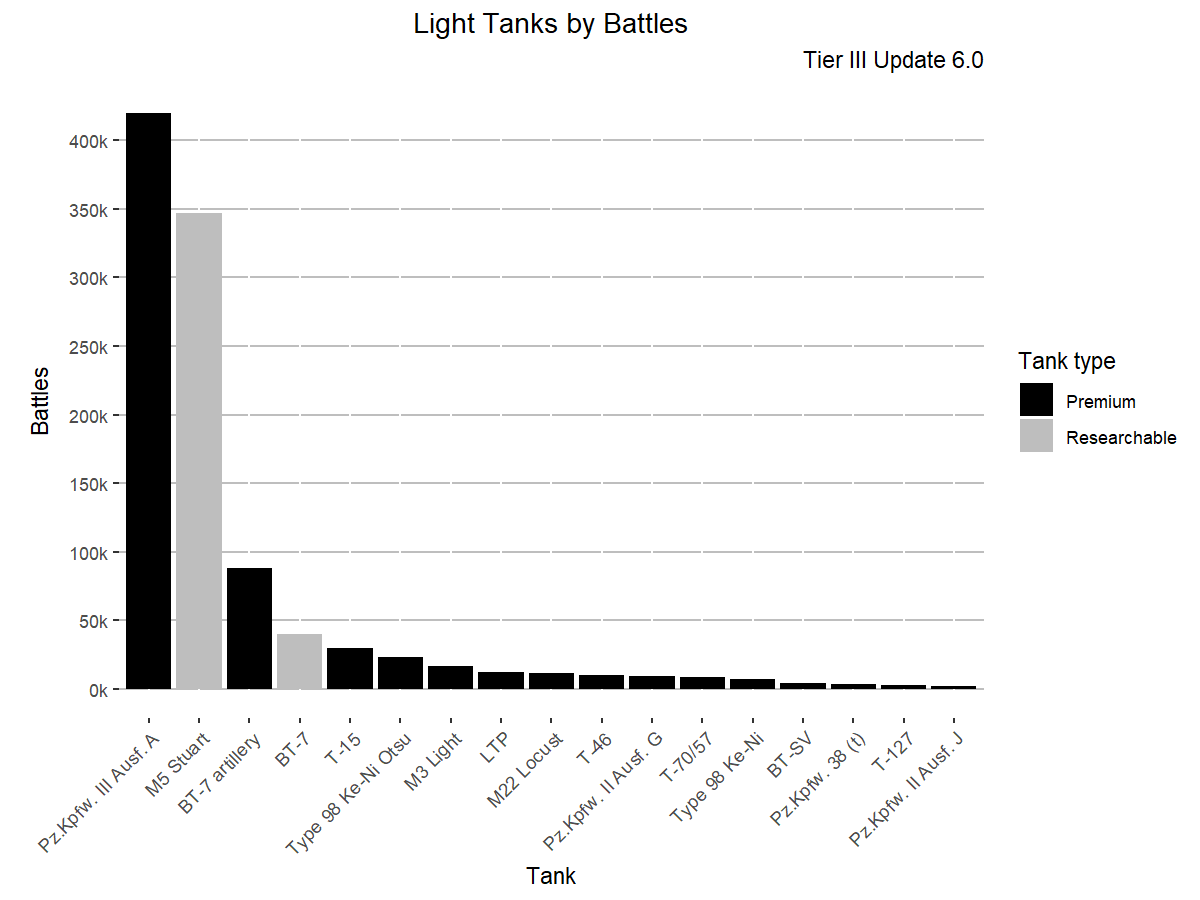 Light Tanks by Battles
Tier III Update 6.0
Battles
400k
350k
300k
250k
200k
150k
100k
50k
0k
Pz.Kpfw. III Ausf. A
M5 Stuart
BT-7 artillery
BT-7
T-15
Type 98 Ke-Ni Otsu
M3 Light
LTP
M22 Locust
T-46
Pz.Kpfw. II Ausf. G
T-70/57
Type 98 Ke-Ni
BT-SV
Pz.Kpfw. 38 (t)
T-127
Pz.Kpfw. II Ausf. J
Tank
Tank type
Premium
Researchable